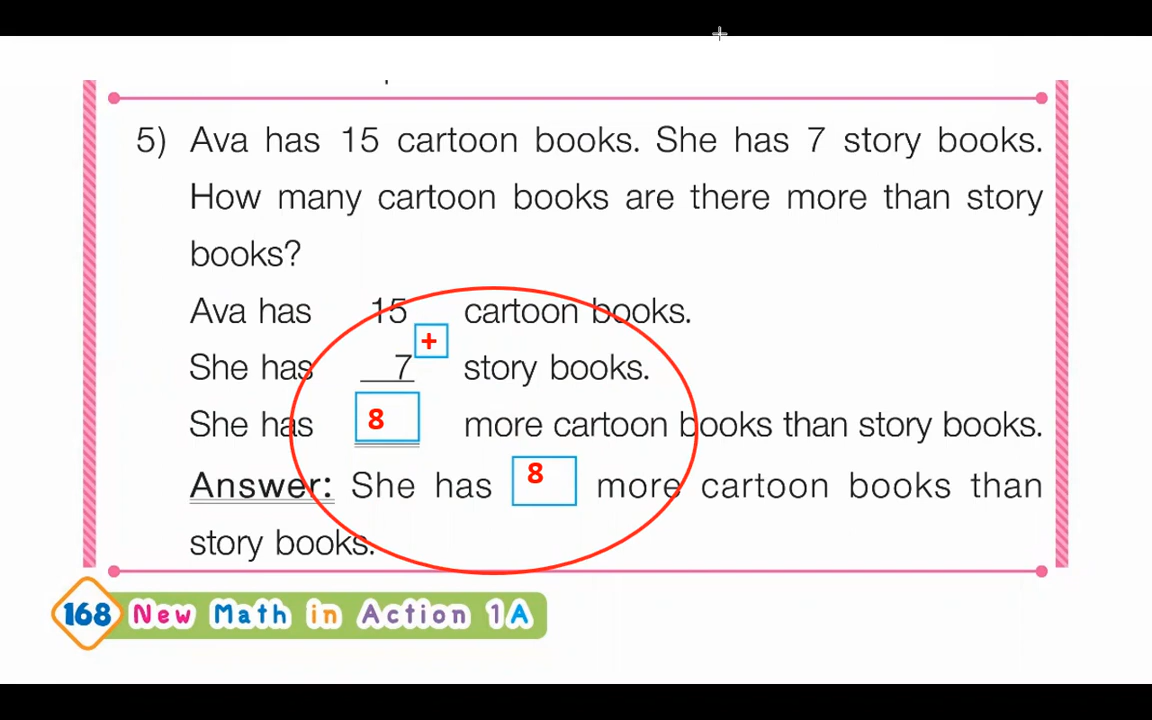 5) Ava has 15 cartoon books. She has 7 story books.
How many cartoon books are there more than story
books?
Ava has 15 cartoon books.
+
She has 7 story books.
She has 8 more cartoon books than story books.
Answer: She has 8 more cartoon books than
story books.
168 New Math in Action 1A